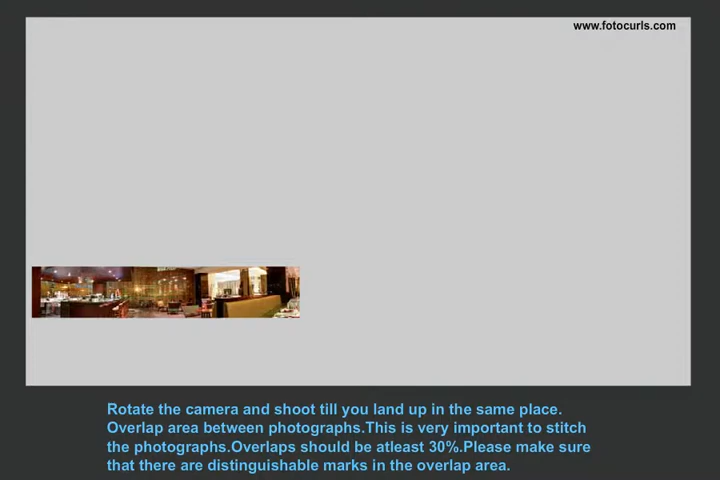 www.fotocurls.com
Rotate the camera and shoot till you land up in the same place.
Overlap area between photographs.This is very important to stitch
the photographs.Overlaps should be atleast 30%.Please make sure
that there are distinguishable marks in the overlap area.